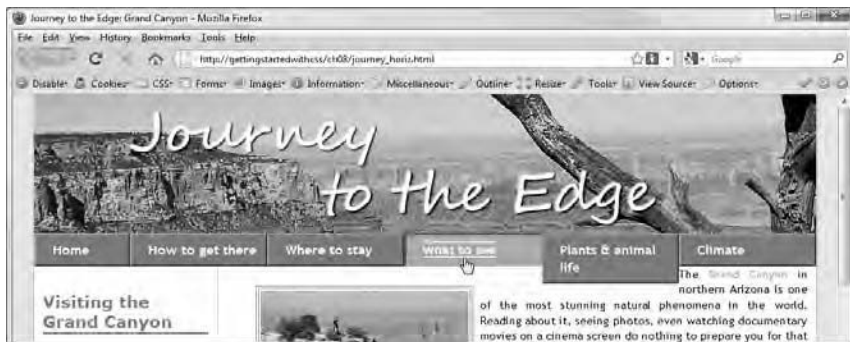 Journey to the Edge: Grand Canyon - Mozilla Firefox
File Edit View History Bookmarks Tools Help
http://gettingstartedwithcss/ch08/journey_horiz.html
Google
Disable Cookies CSS Forms Images Information Miscellaneous Outline Resize Tools View Source Options
Journey
to the Edge
Home How to get there Where to stay What to see Plants & animal Climate
life
Visiting the
Grand Canyon
The Grand Canyon in
northern Arizona is one
of the most stunning natural phenomena in the world.
Reading about it, seeing photos, even watching documentary
movies on a cinema screen do nothing to prepare you for that